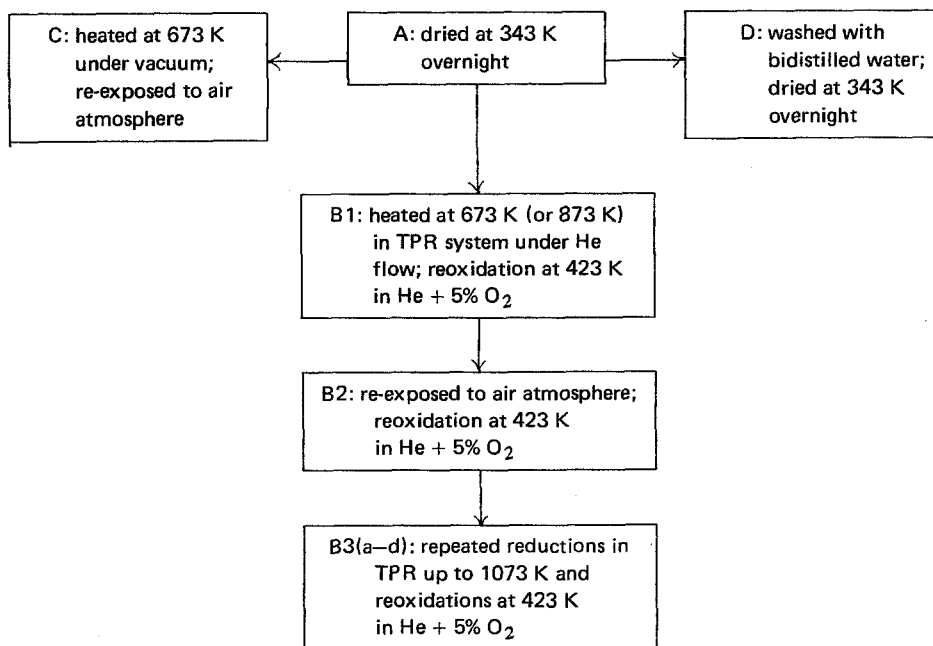 C: heated at 673 K
under vacuum;
re-exposed to air
atmosphere
A: dried at 343 K
overnight
D: washed with
bidistilled water;
dried at 343 K
overnight
B1: heated at 673 K (or 873 K)
in TPR system under He
flow; reoxidation at 423 K
in He + 5% O₂
B2: re-exposed to air atmosphere;
reoxidation at 423 K
in He + 5% O₂
B3(a–d): repeated reductions in
TPR up to 1073 K and
reoxidations at 423 K
in He + 5% O₂